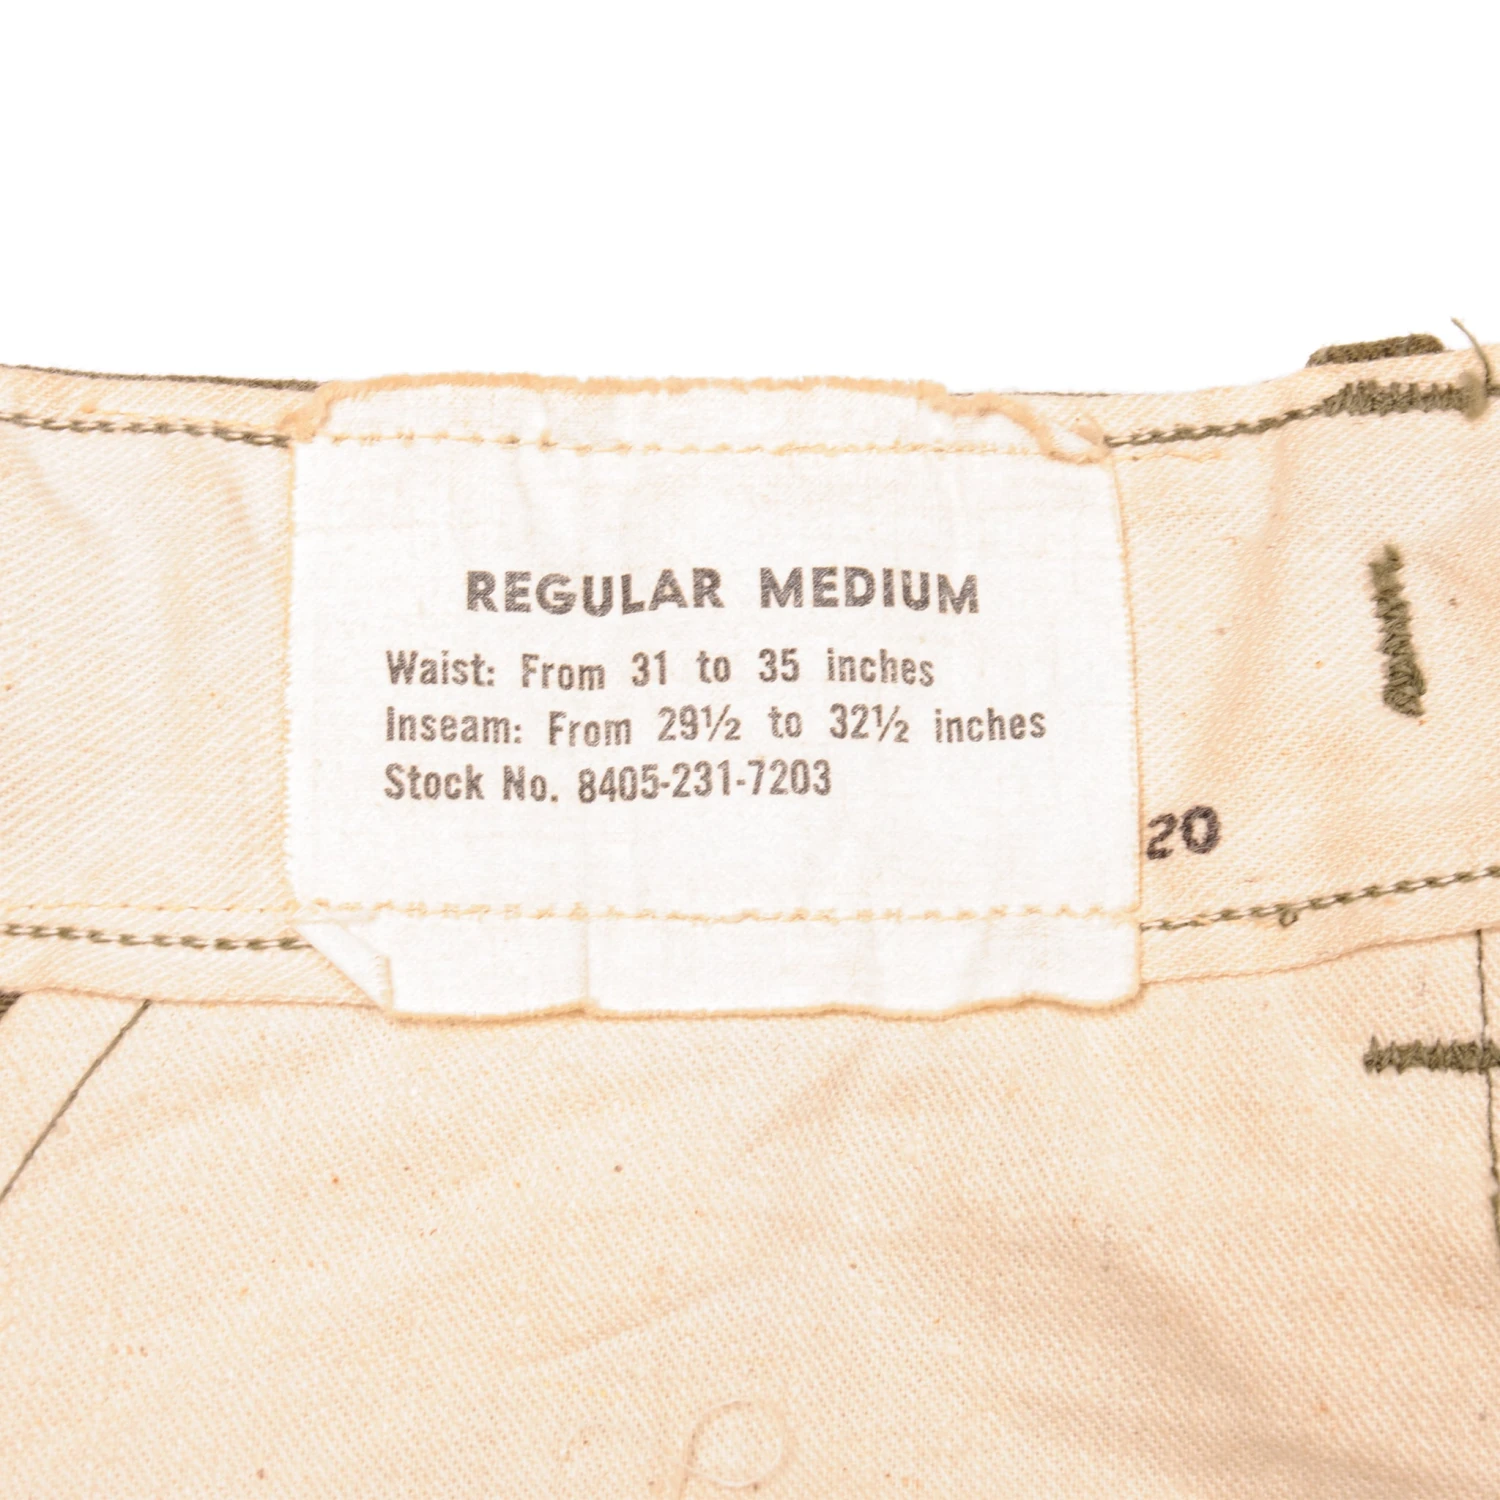 REGULAR MEDIUM
Waist: From 31 to 35 inches
Inseam: From 29½ to 32½ inches
Stock No. 8405-231-7203
20